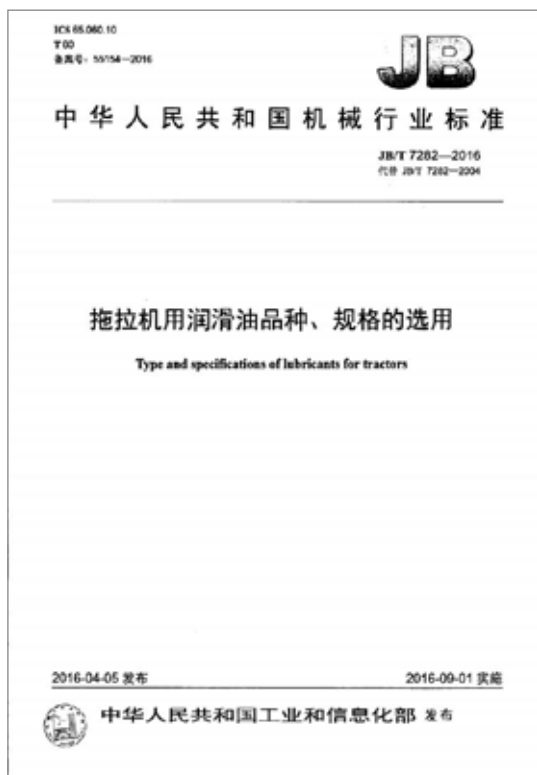 ICS 65.060.10
T 60
备案号：55154—2016
JB
中华人民共和国机械行业标准
JB/T 7282—2016
代替 JB/T 7282—2004
拖拉机用润滑油品种、规格的选用
Type and specifications of lubricants for tractors
2016-04-05 发布
2016-09-01 实施
中华人民共和国工业和信息化部 发布